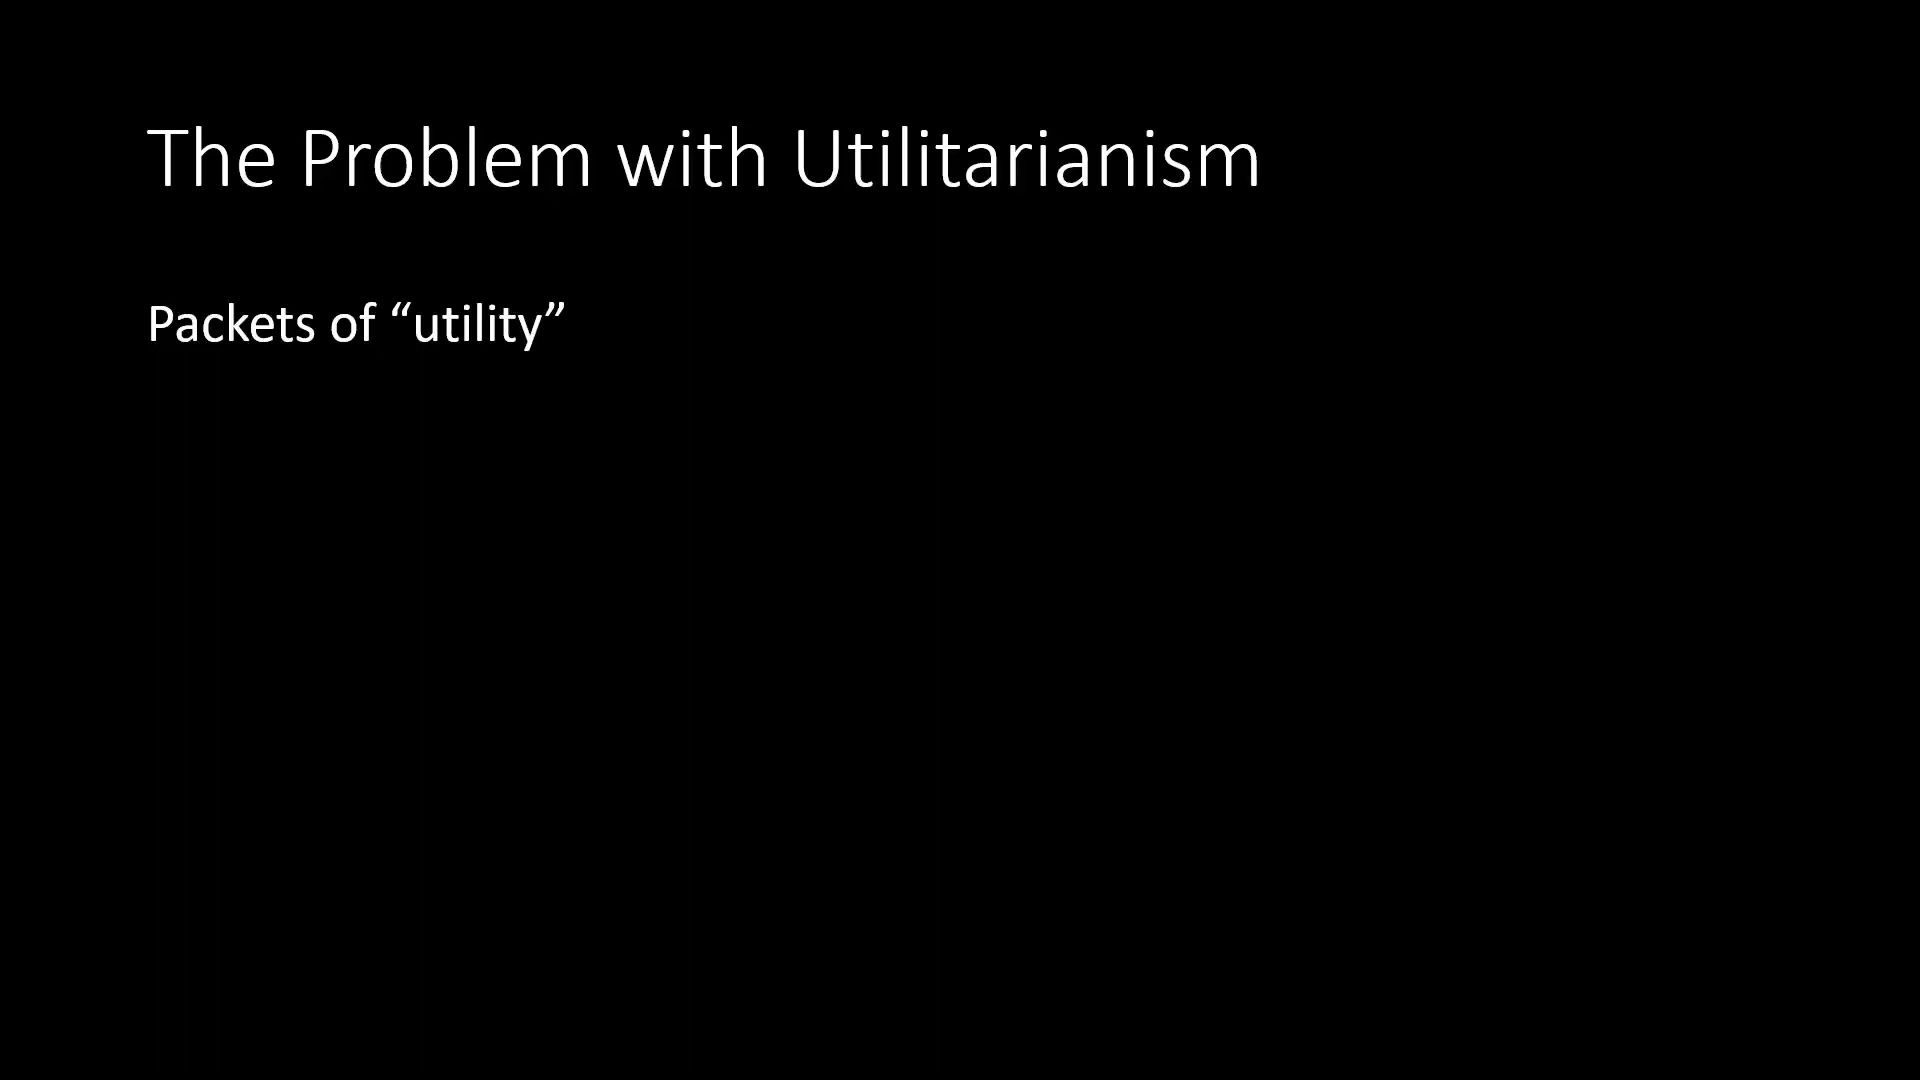 The Problem with Utilitarianism
Packets of “utility”